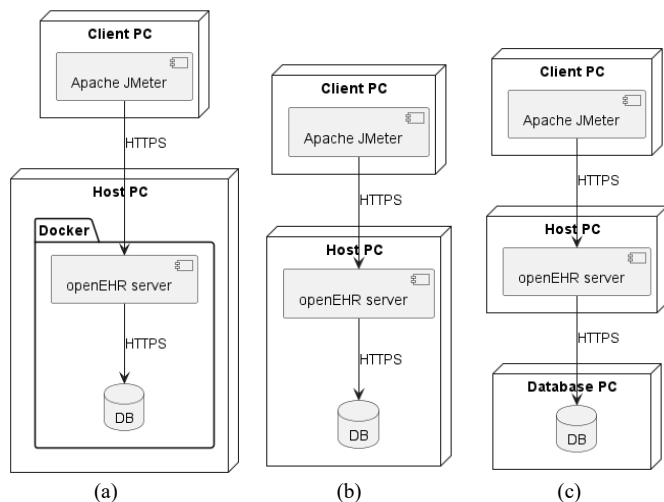 Client PC
Apache JMeter
HTTPS
Host PC
Docker
openEHR server
HTTPS
DB
(a)
Client PC
Apache JMeter
HTTPS
Host PC
openEHR server
HTTPS
DB
(b)
Client PC
Apache JMeter
HTTPS
Host PC
openEHR server
HTTPS
Database PC
DB
(c)